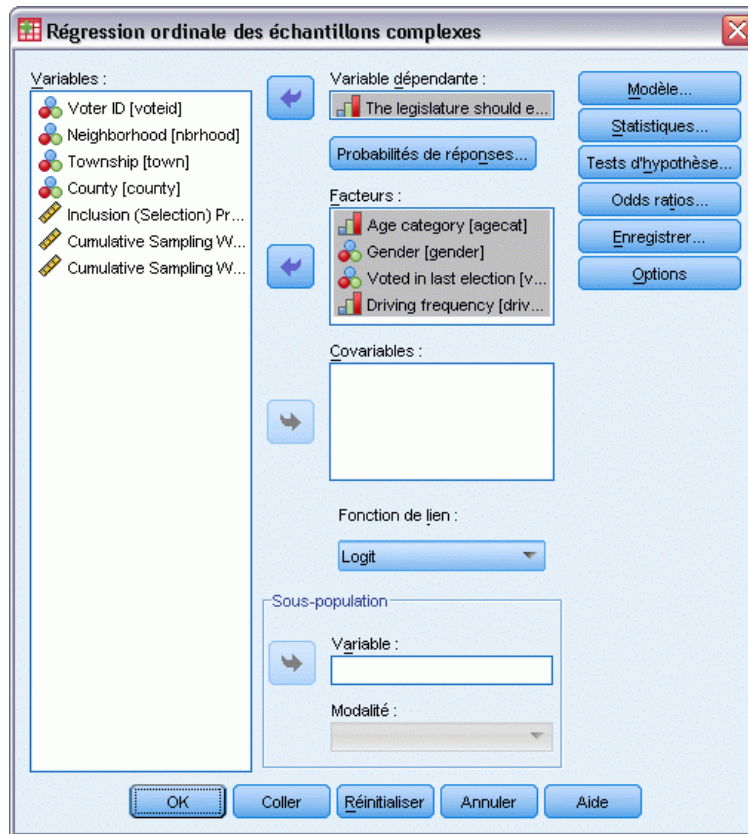 Régression ordinale des échantillons complexes
Variables :
Voter ID [voteid]
Neighborhood [nbrhood]
Township [town]
County [county]
Inclusion (Selection) Pr...
Cumulative Sampling W...
Cumulative Sampling W...
Variable dépendante :
The legislature should e...
Probabilités de réponses...
Facteurs :
Age category [agecat]
Gender [gender]
Voted in last election [v...
Driving frequency [driv...
Covariables :
Fonction de lien :
Logit
Sous-population
Variable :
Modalité :
Modèle...
Statistiques...
Tests d'hypothèse...
Odds ratios...
Enregistrer...
Options
OK
Coller
Réinitialiser
Annuler
Aide